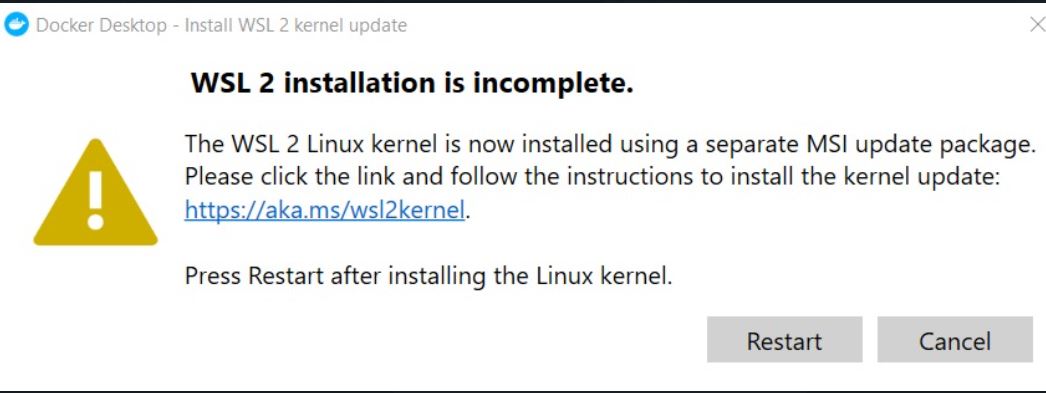 Docker Desktop - Install WSL 2 kernel update
WSL 2 installation is incomplete.
The WSL 2 Linux kernel is now installed using a separate MSI update package.
Please click the link and follow the instructions to install the kernel update:
https://aka.ms/wsl2kernel.
Press Restart after installing the Linux kernel.
Restart
Cancel